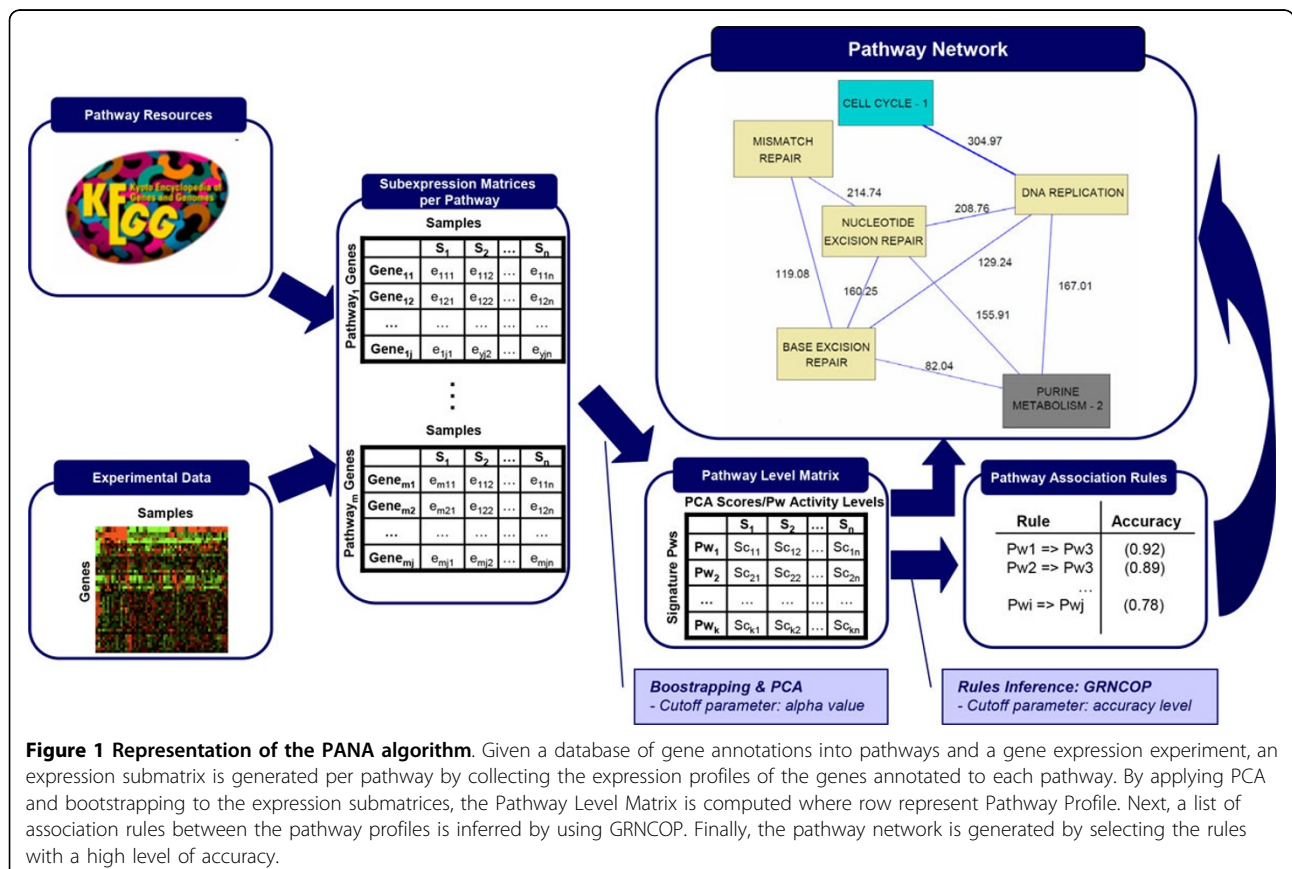 Pathway Resources
KEGG
Kyoto Encyclopedia of
Genes and Genomes
Experimental Data
Samples
Genes
Subexpression Matrices
per Pathway
Samples
Pathway1 Genes
S1 S2 ... Sn
Gene11 e111 e112 ... e11n
Gene12 e121 e122 ... e12n
... ... ... ... ...
Gene1j e1j1 eyj2 ... eyjn
Samples
Pathwaym Genes
S1 S2 ... Sn
Genem1 em11 e112 ... e11n
Genem2 em21 e122 ... e12n
... ... ... ... ...
Genemj emj1 emj2 ... emjn
Pathway Network
CELL CYCLE - 1
304.97
MISMATCH
REPAIR
DNA REPLICATION
214.74
208.76
NUCLEOTIDE
EXCISION REPAIR
119.08
160.25
129.24
167.01
155.91
BASE EXCISION
REPAIR
82.04
PURINE
METABOLISM - 2
Pathway Level Matrix
PCA Scores/Pw Activity Levels
Signature Pws
S1 S2 ... Sn
Pw1 Sc11 Sc12 ... Sc1n
Pw2 Sc21 Sc22 ... Sc2n
... ... ... ... ...
Pwk Sck1 Sck2 ... Sckn
Pathway Association Rules
Rule Accuracy
Pw1 => Pw3 (0.92)
Pw2 => Pw3 (0.89)
...
Pwi => Pwj (0.78)
Boostrapping & PCA
- Cutoff parameter: alpha value
Rules Inference: GRNCOP
- Cutoff parameter: accuracy level
Figure 1 Representation of the PANA algorithm. Given a database of gene annotations into pathways and a gene expression experiment, an
expression submatrix is generated per pathway by collecting the expression profiles of the genes annotated to each pathway. By applying PCA
and bootstrapping to the expression submatrices, the Pathway Level Matrix is computed where row represent Pathway Profile. Next, a list of
association rules between the pathway profiles is inferred by using GRNCOP. Finally, the pathway network is generated by selecting the rules
with a high level of accuracy.